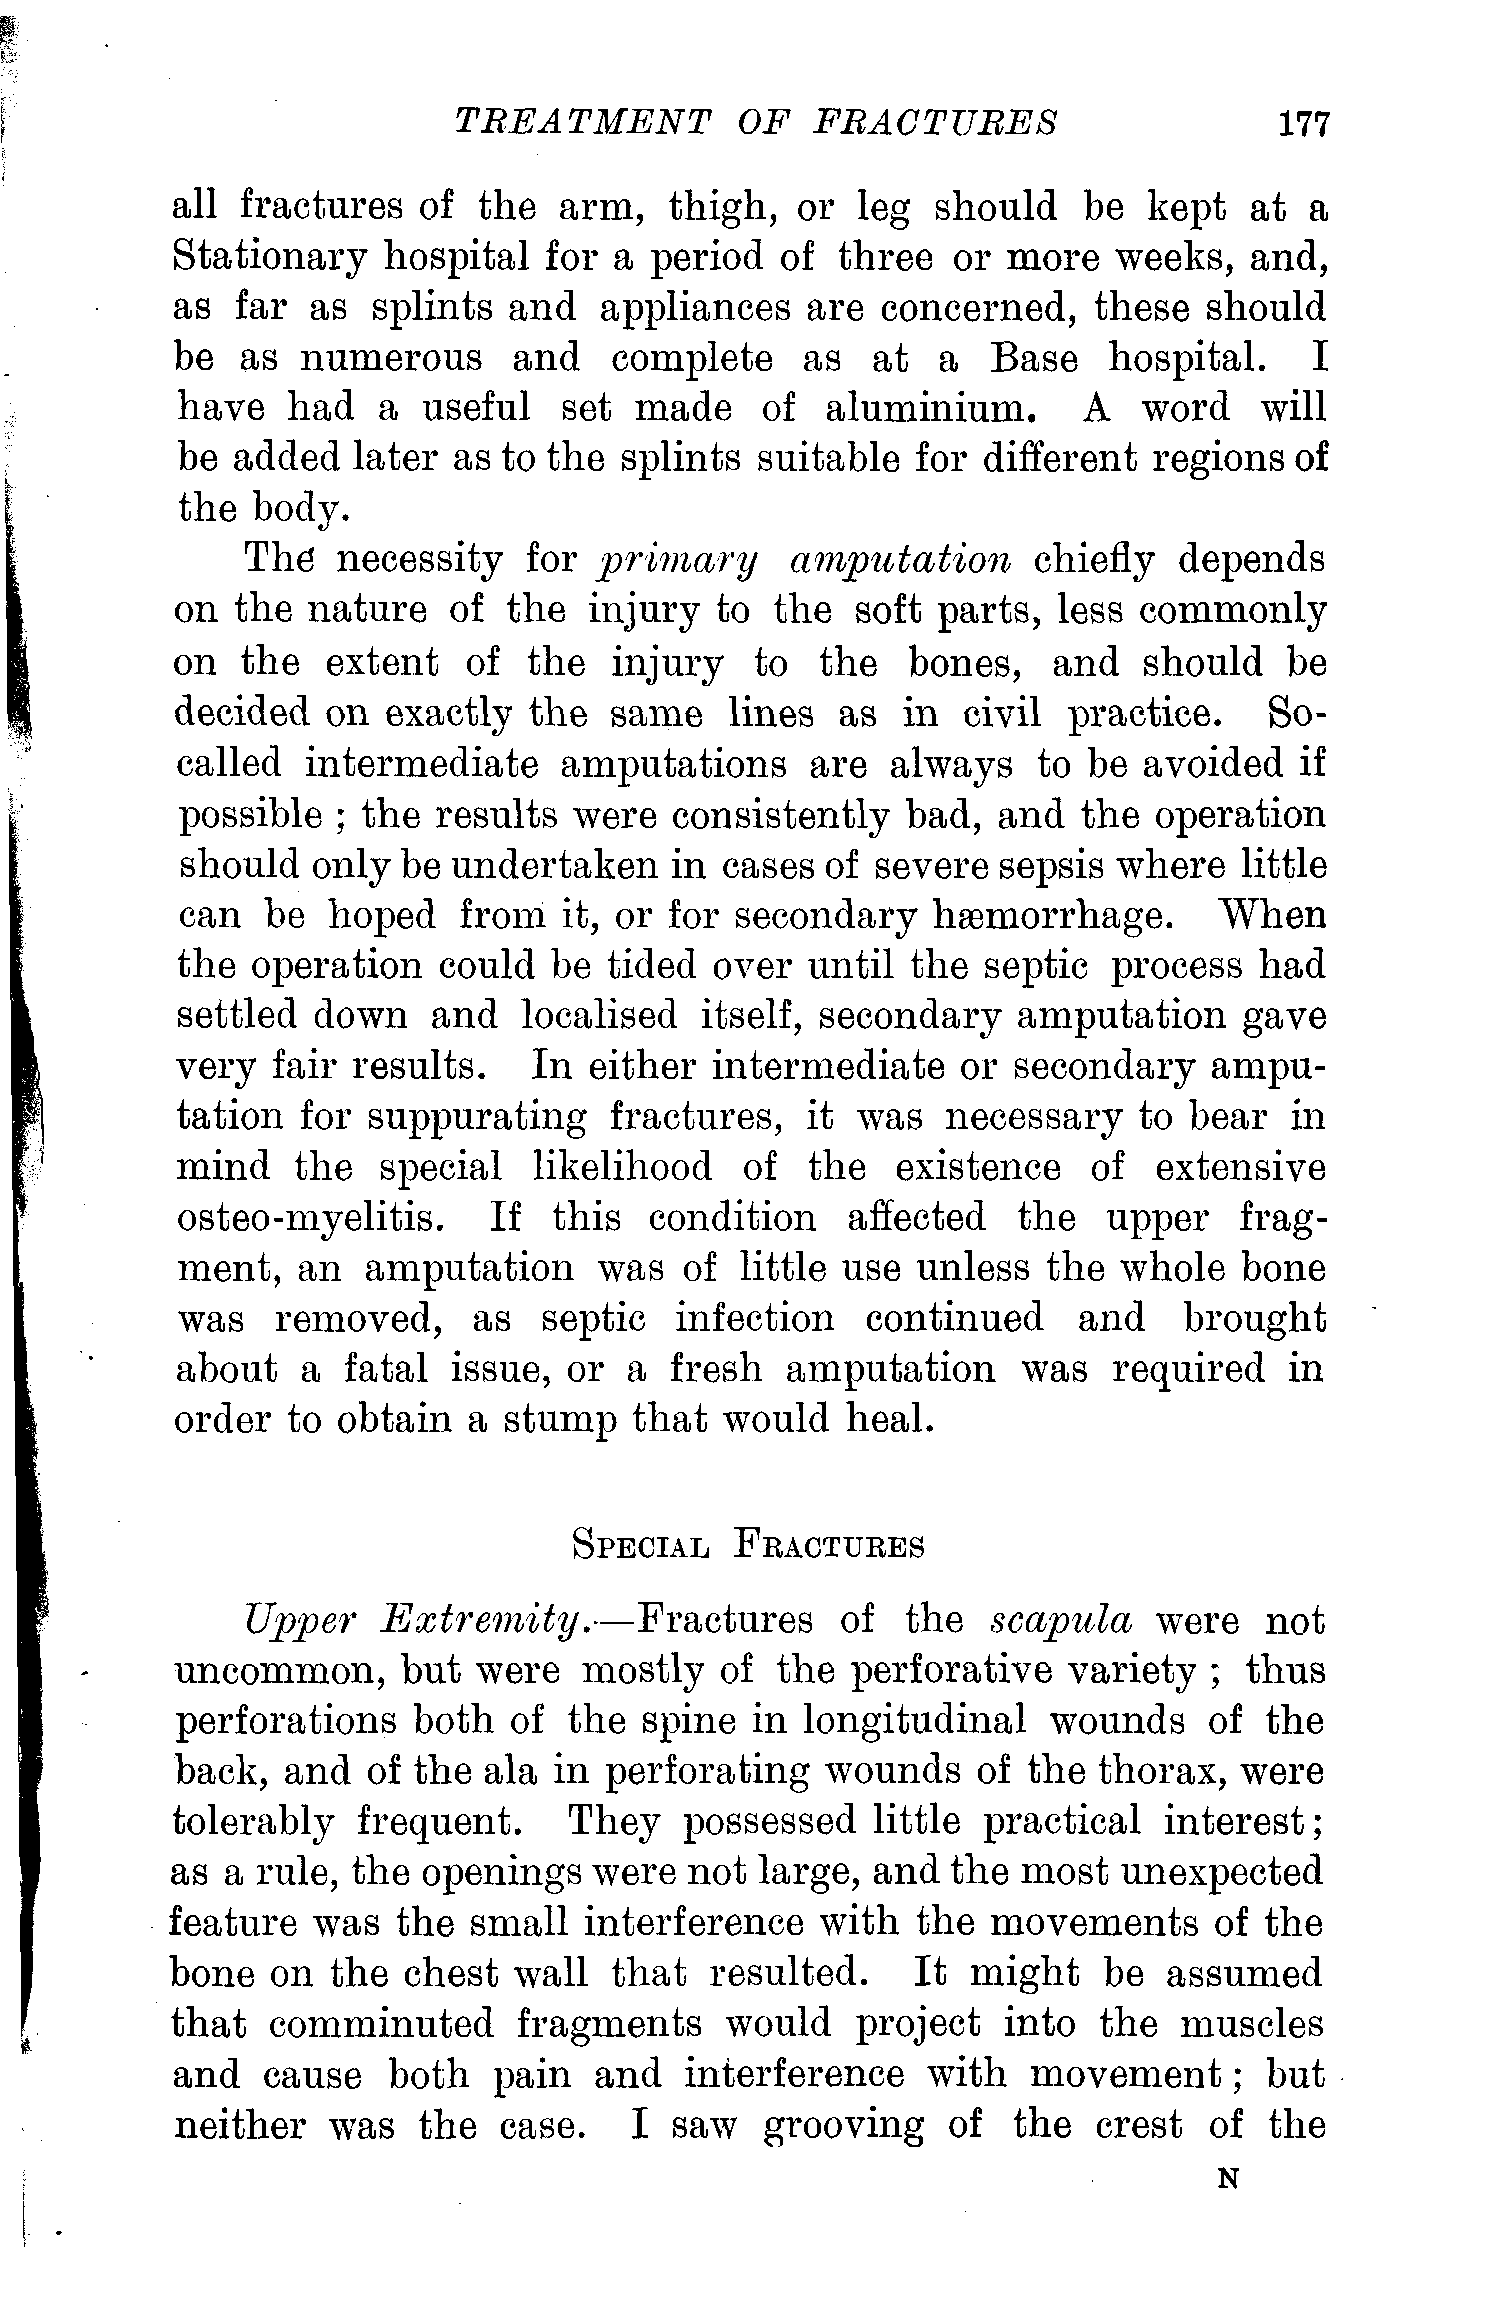 TREATMENT OF FRACTURES 177
all fractures of the arm, thigh, or leg should be kept at a
Stationary hospital for a period of three or more weeks, and,
as far as splints and appliances are concerned, these should
be as numerous and complete as at a Base hospital. I
have had a useful set made of aluminium. A word will
be added later as to the splints suitable for different regions of
the body.
The necessity for primary amputation chiefly depends
on the nature of the injury to the soft parts, less commonly
on the extent of the injury to the bones, and should be
decided on exactly the same lines as in civil practice. So-
called intermediate amputations are always to be avoided if
possible ; the results were consistently bad, and the operation
should only be undertaken in cases of severe sepsis where little
can be hoped from it, or for secondary hæmorrhage. When
the operation could be tided over until the septic process had
settled down and localised itself, secondary amputation gave
very fair results. In either intermediate or secondary ampu-
tation for suppurating fractures, it was necessary to bear in
mind the special likelihood of the existence of extensive
osteo-myelitis. If this condition affected the upper frag-
ment, an amputation was of little use unless the whole bone
was removed, as septic infection continued and brought
about a fatal issue, or a fresh amputation was required in
order to obtain a stump that would heal.
SPECIAL FRACTURES
Upper Extremity.—Fractures of the scapula were not
uncommon, but were mostly of the perforative variety ; thus
perforations both of the spine in longitudinal wounds of the
back, and of the ala in perforating wounds of the thorax, were
tolerably frequent. They possessed little practical interest ;
as a rule, the openings were not large, and the most unexpected
feature was the small interference with the movements of the
bone on the chest wall that resulted. It might be assumed
that comminuted fragments would project into the muscles
and cause both pain and interference with movement ; but
neither was the case. I saw grooving of the crest of the
N